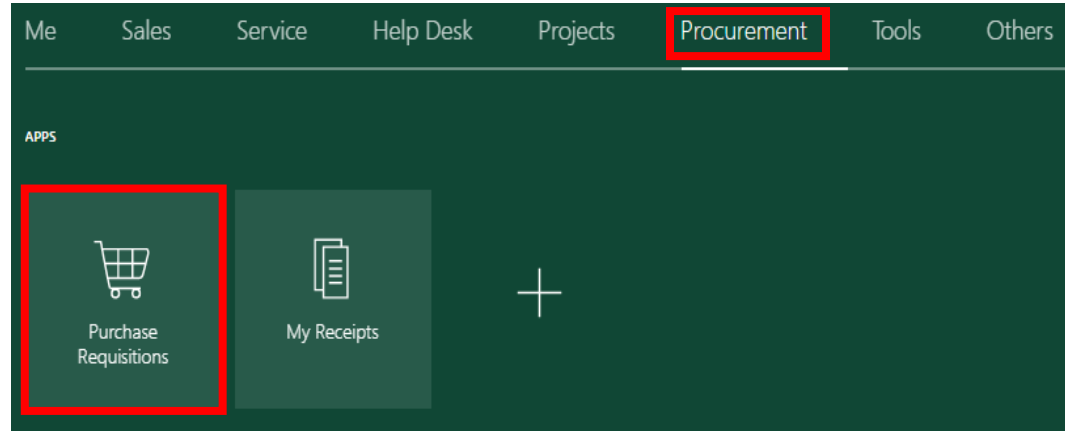 Me Sales Service Help Desk Projects Procurement Tools Others
APPS
Purchase
Requisitions
My Receipts